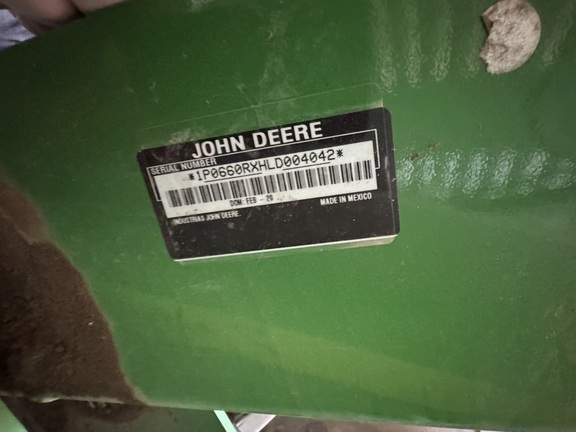 JOHN DEERE
SERIAL NUMBER
*1P0660RXHLD004042*
DOM: FEB - 20
MADE IN MEXICO
INDUSTRIAS JOHN DEERE.